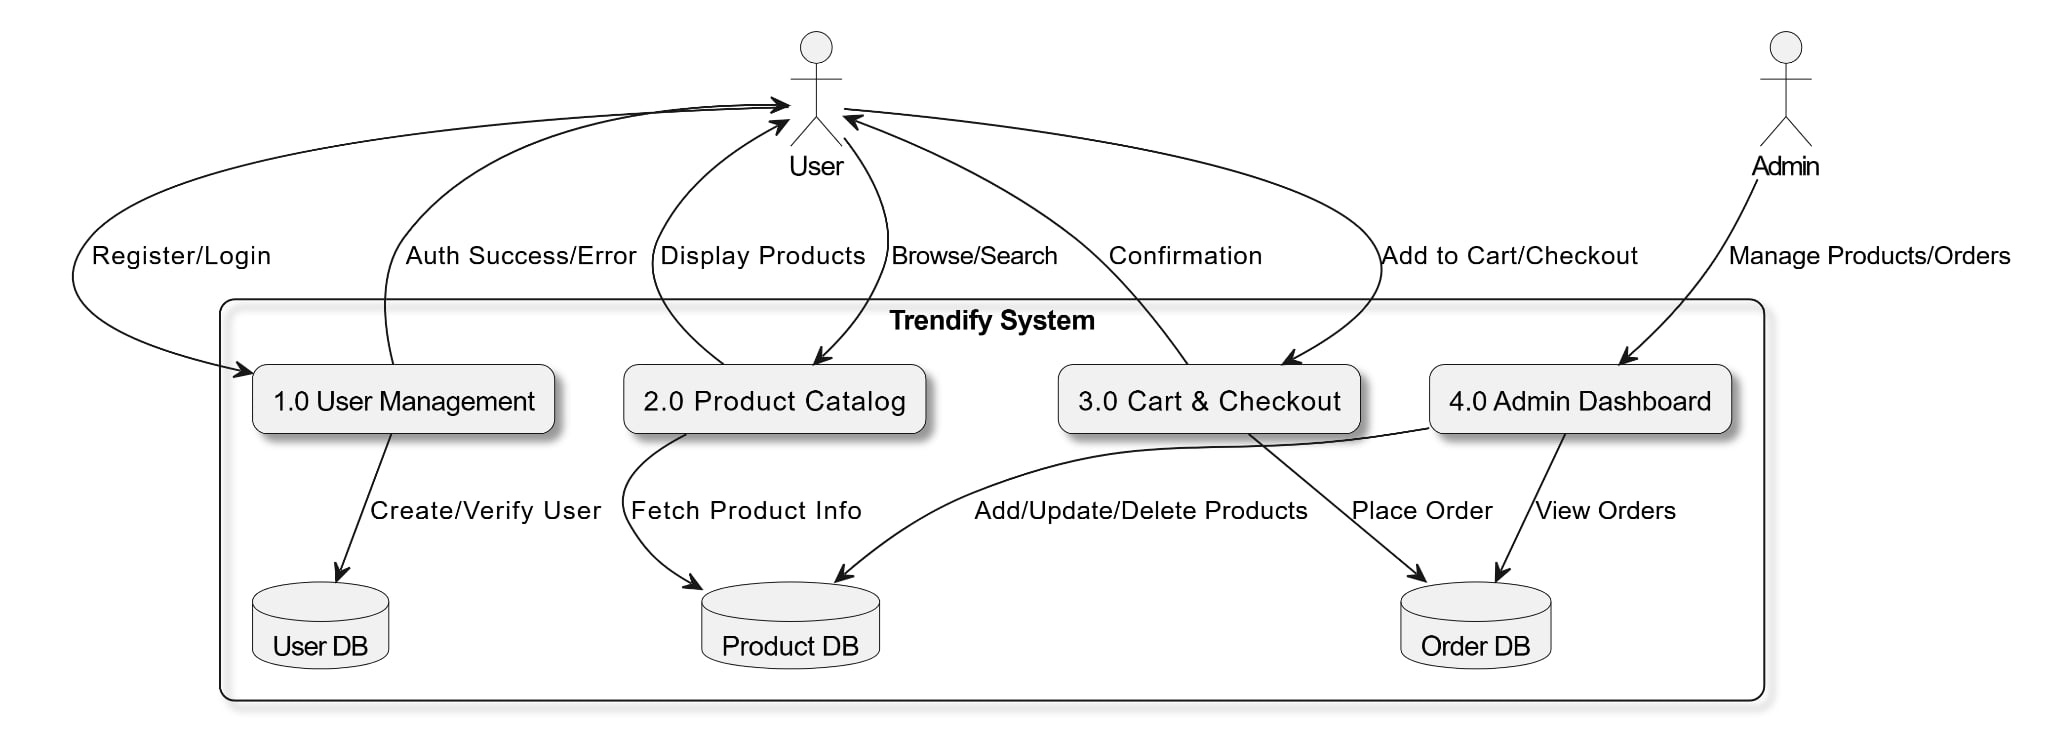 User
Admin
Register/Login
Auth Success/Error
Display Products
Browse/Search
Confirmation
Add to Cart/Checkout
Manage Products/Orders
Trendify System
1.0 User Management
2.0 Product Catalog
3.0 Cart & Checkout
4.0 Admin Dashboard
Create/Verify User
Fetch Product Info
Add/Update/Delete Products
Place Order
View Orders
User DB
Product DB
Order DB